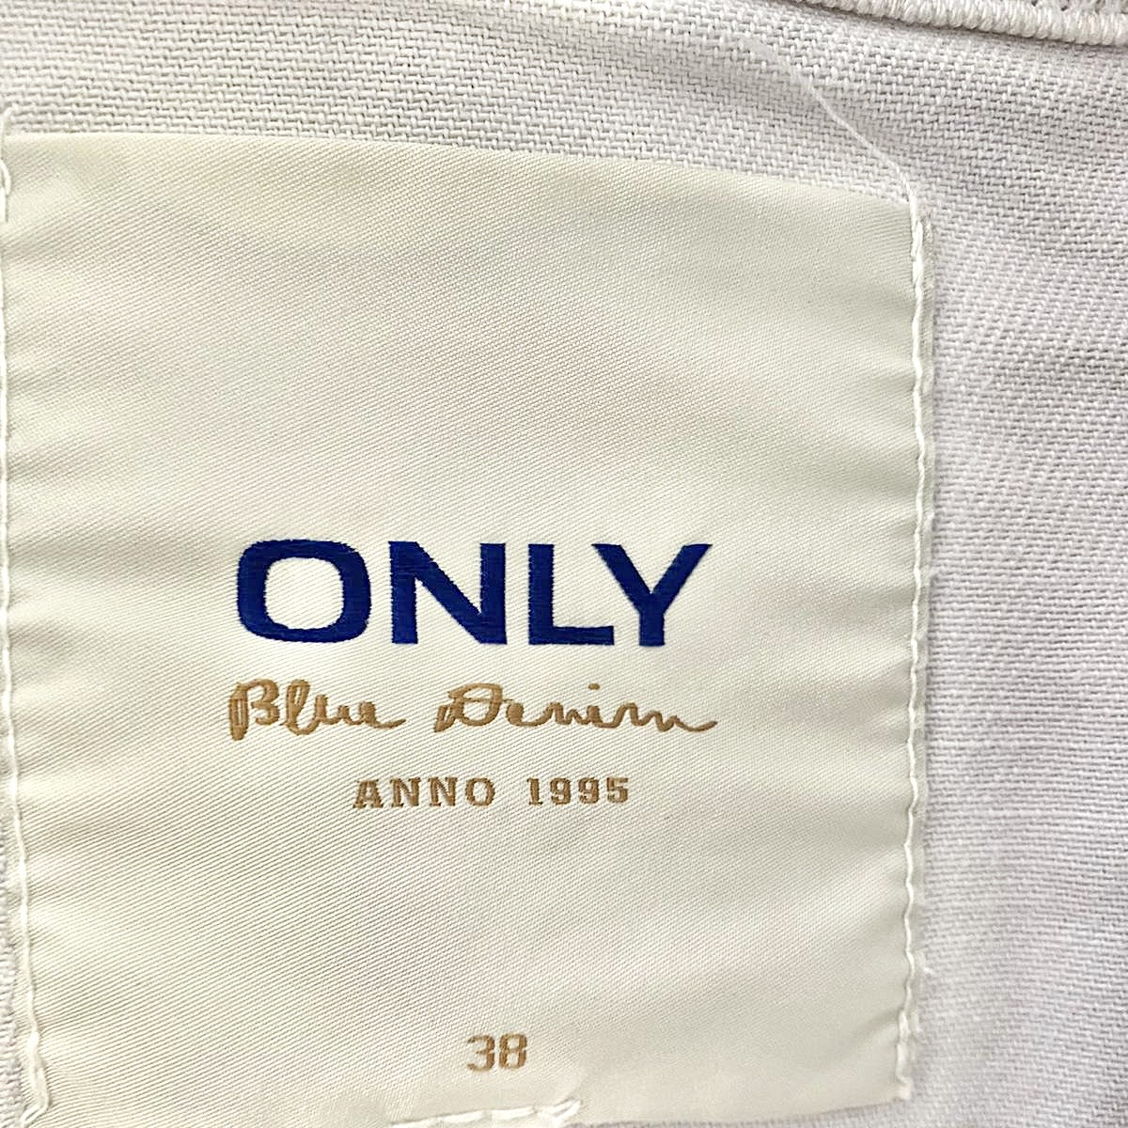 ONLY
Blue Denim
ANNO 1995
38